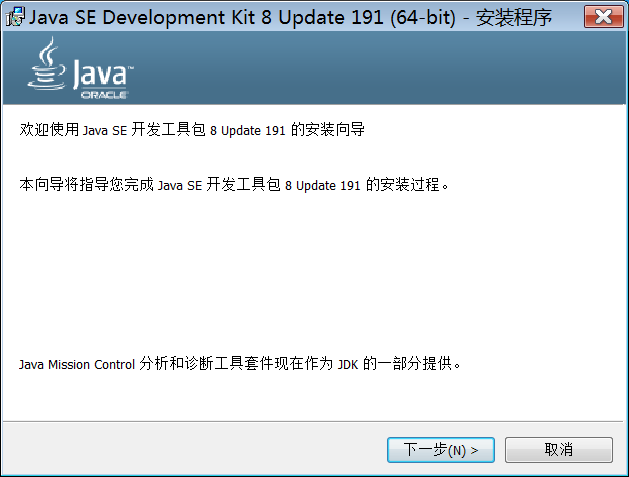 Java SE Development Kit 8 Update 191 (64-bit) - 安装程序
Java™
ORACLE
欢迎使用 Java SE 开发工具包 8 Update 191 的安装向导
本向导将指导您完成 Java SE 开发工具包 8 Update 191 的安装过程。
Java Mission Control 分析和诊断工具套件现在作为 JDK 的一部分提供。
下一步(N) >
取消